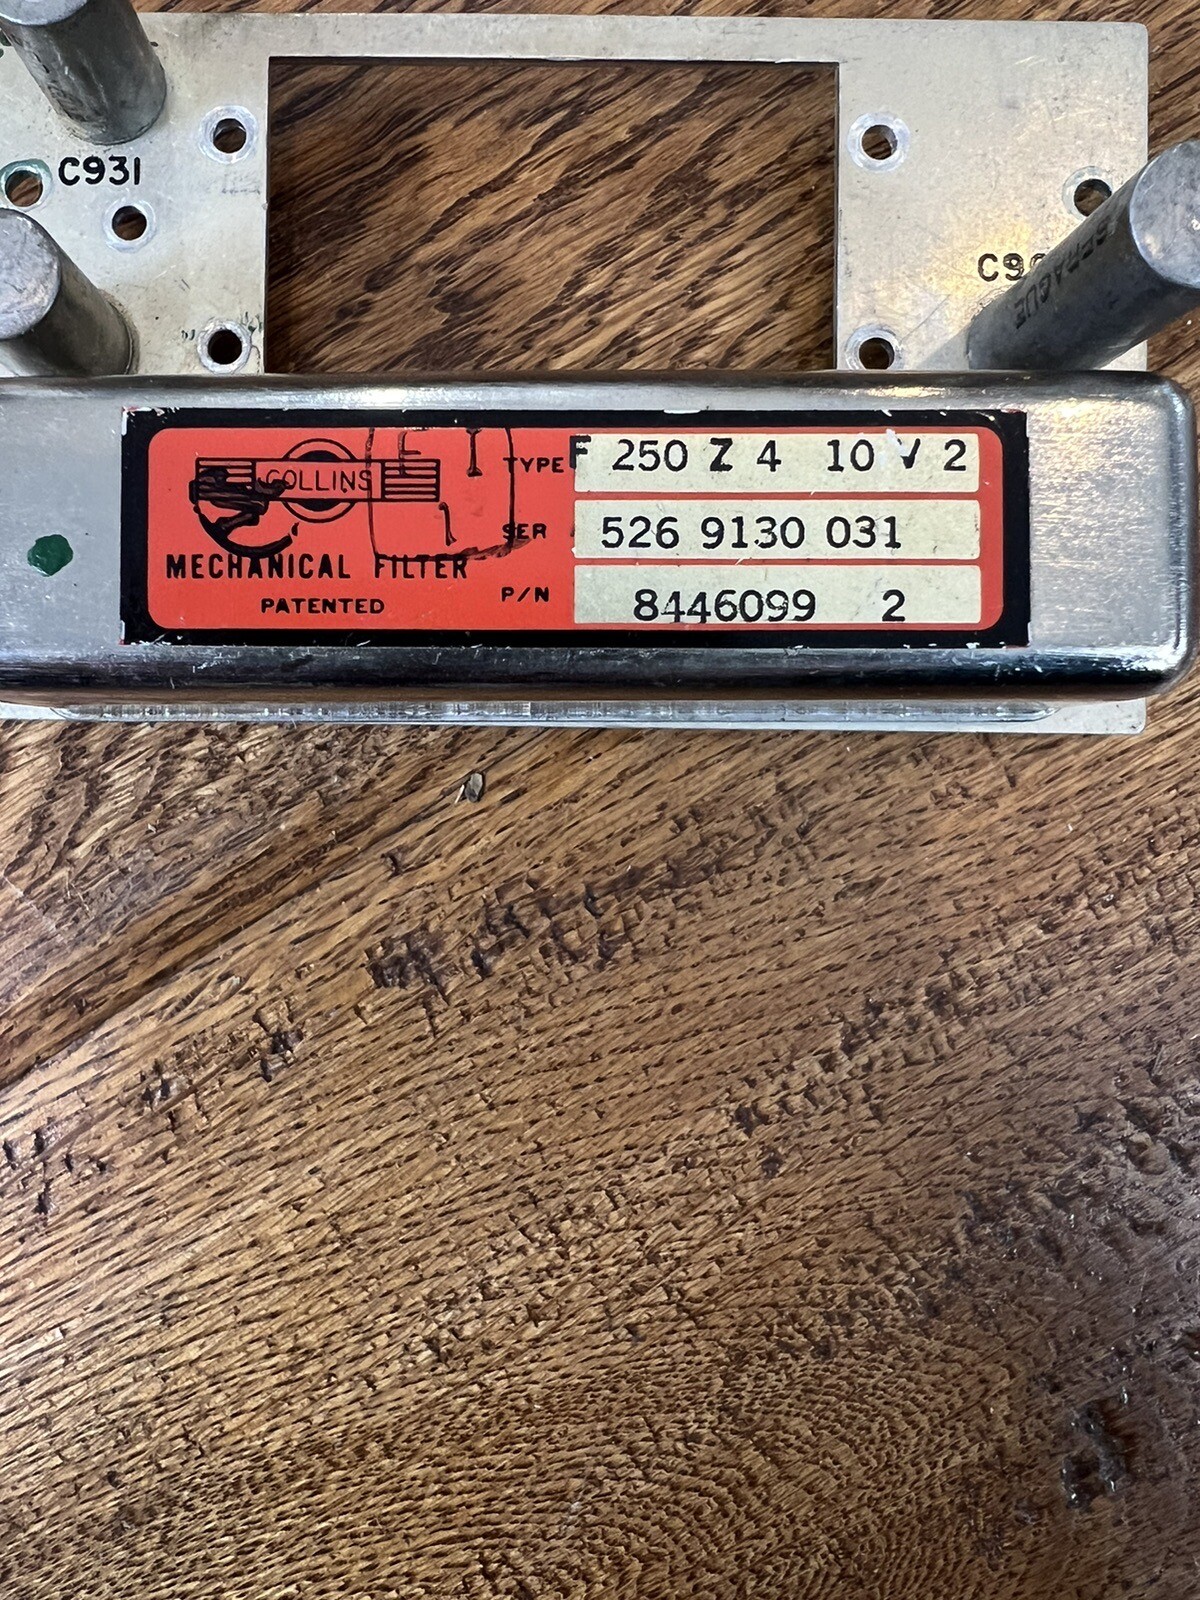 C931
SPRAGUE
COLLINS
MECHANICAL FILTER
PATENTED
TYPE F 250 Z 4 10 V 2
SER 526 9130 031
P/N 8446099 2